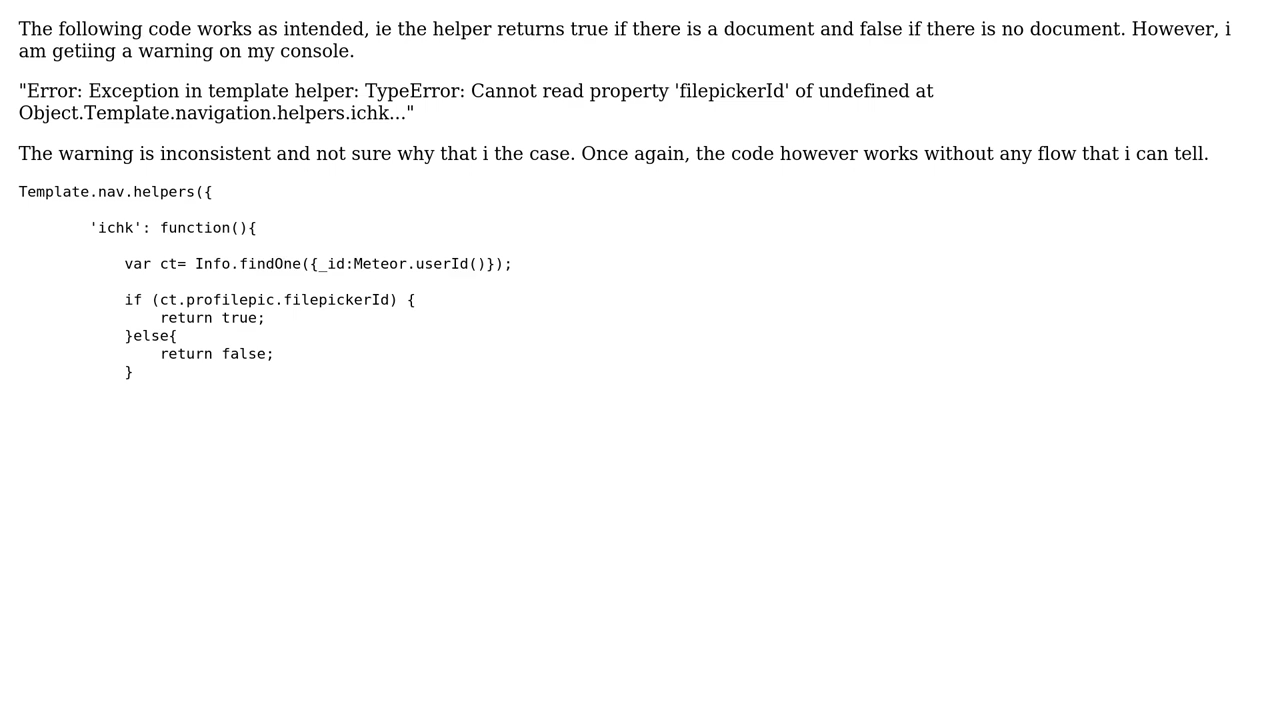 The following code works as intended, ie the helper returns true if there is a document and false if there is no document. However, i
am getiing a warning on my console.
"Error: Exception in template helper: TypeError: Cannot read property 'filepickerId' of undefined at
Object.Template.navigation.helpers.ichk..."
The warning is inconsistent and not sure why that i the case. Once again, the code however works without any flow that i can tell.
Template.nav.helpers({
'ichk': function(){
var ct= Info.findOne({_id:Meteor.userId()});
if (ct.profilepic.filepickerId) {
return true;
}else{
return false;
}